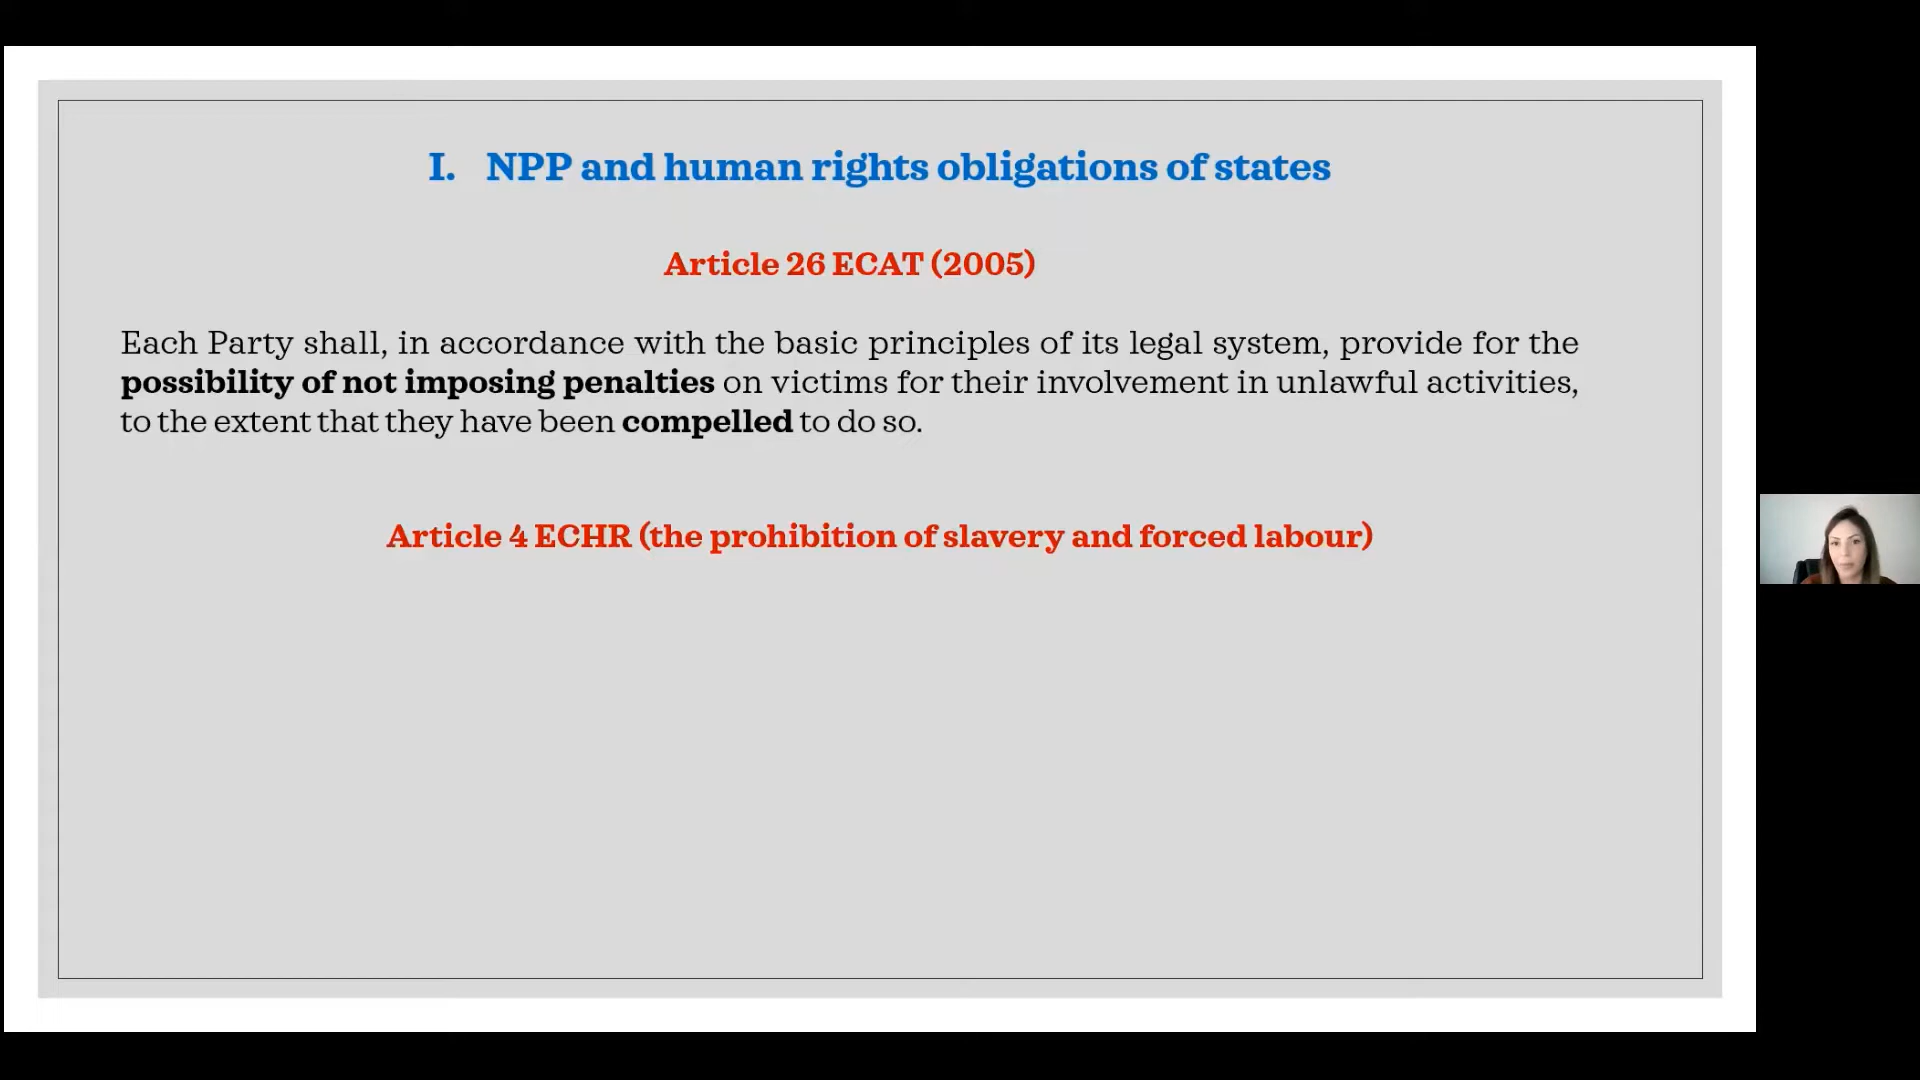 I. NPP and human rights obligations of states
Article 26 ECAT (2005)
Each Party shall, in accordance with the basic principles of its legal system, provide for the
possibility of not imposing penalties on victims for their involvement in unlawful activities,
to the extent that they have been compelled to do so.
Article 4 ECHR (the prohibition of slavery and forced labour)